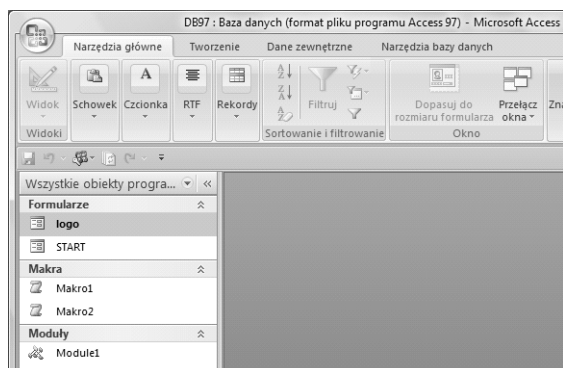 DB97 : Baza danych (format pliku programu Access 97) - Microsoft Access
Narzędzia główne Tworzenie Dane zewnętrzne Narzędzia bazy danych
Widok Schowek Czcionka RTF Rekordy Filtruj Dopasuj do rozmiaru formularza Przełącz okna
Widoki Sortowanie i filtrowanie Okno
Wszystkie obiekty progra...
Formularze
logo
START
Makra
Makro1
Makro2
Moduły
Module1